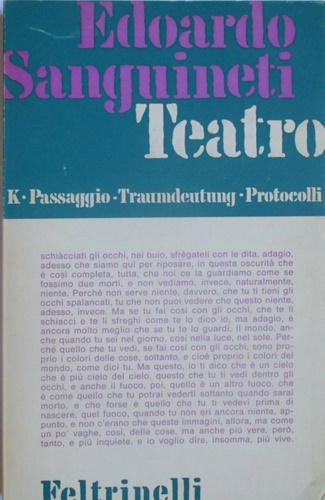 Edoardo
Sanguineti
Teatro
K • Passaggio • Traumdeutung • Protocolli
schiàcciati gli occhi, nel buio, sfrègateli con le dita, adagio,
adesso che siamo qui per riposare, in questa oscurità che
è così completa, tutta, che noi ce la guardiamo come se
fossimo due morti, e non vediamo, invece, naturalmente,
niente. Perché non serve niente, davvero, che tu ti tieni gli
occhi spalancati, tu che non puoi vedere che questo niente,
adesso, invece. Ma se tu fai così con gli occhi, che te li
schiacci e te li sfreghi come te lo dico io, ma adagio, è
ancora molto meglio che se tu te lo guardi, il mondo, an-
che quando tu sei nel giorno, così nella luce, nel sole. Per-
ché quello che tu vedi, se fai così con gli occhi, sono pro-
prio i colori delle cose, soltanto, e cioè proprio i colori del
mondo, come dici tu. Ma questo, io ti dico che è un cielo
che è più cielo del cielo, questo che tu ti vedi dentro gli
occhi, e anche il fuoco, poi, quello è un altro fuoco, che
è come quello che tu potrai vederti soltanto quando sarai
morto, e che forse è quello che tu ti vedevi prima di
nascere, quel fuoco, quando tu non eri ancora niente, ap-
punto, e non c'erano che queste immagini, allora, ma come
un po' vaghe, così, delle cose, ma anche più vere, però,
tanto, e più inquiete, e io voglio dire, insomma, più vive.
Feltrinelli